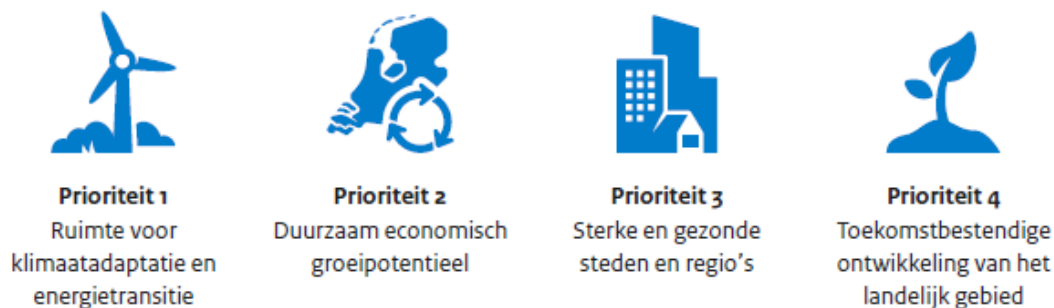 Prioriteit 1
Ruimte voor
klimaatadaptatie en
energietransitie
Prioriteit 2
Duurzaam economisch
groeipotentieel
Prioriteit 3
Sterke en gezonde
steden en regio's
Prioriteit 4
Toekomstbestendige
ontwikkeling van het
landelijk gebied